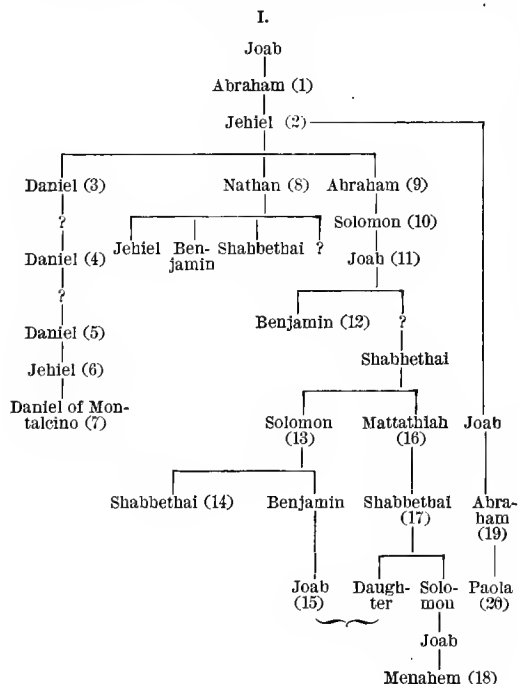 I.
Joab
Abraham (1)
Jehiel (2)
Daniel (3) Nathan (8) Abraham (9)
? Solomon (10)
Jehiel Ben- Shabbethai ?
jamin
Daniel (4) Joab (11)
?
Benjamin (12) ?
Daniel (5)
Shabbethai
Jehiel (6)
Daniel of Mon-
talcino (7)
Solomon Mattathiah Joab
(13) (16)
Shabbethai (14) Benjamin Shabbethai Abra-
(17) ham
(19)
Joab Daugh- Solo- Paola
(15) ter mon (20)
Joab
Menahem (18)